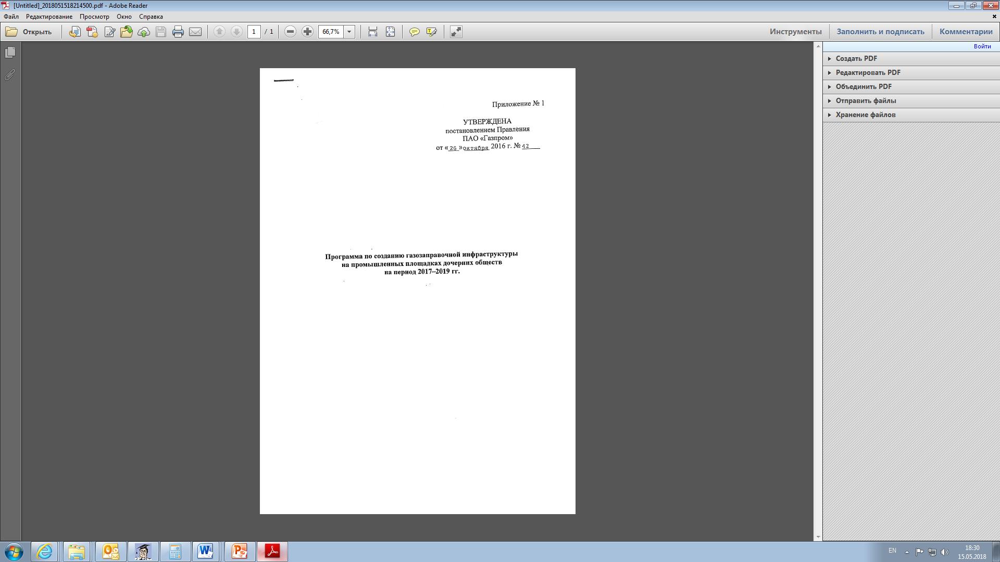 [Untitled]_2018051518214500.pdf - Adobe Reader
Файл Редактирование Просмотр Окно Справка
Открыть 1 / 1 66,7% Инструменты Заполнить и подписать Комментарии
Войти
Создать PDF
Редактировать PDF
Объединить PDF
Отправить файлы
Хранение файлов
Приложение № 1
УТВЕРЖДЕНА
постановлением Правления
ПАО «Газпром»
от « 26 » октября 2016 г. № 42
Программа по созданию газозаправочной инфраструктуры
на промышленных площадках дочерних обществ
на период 2017–2019 гг.
EN
18:30
15.05.2018